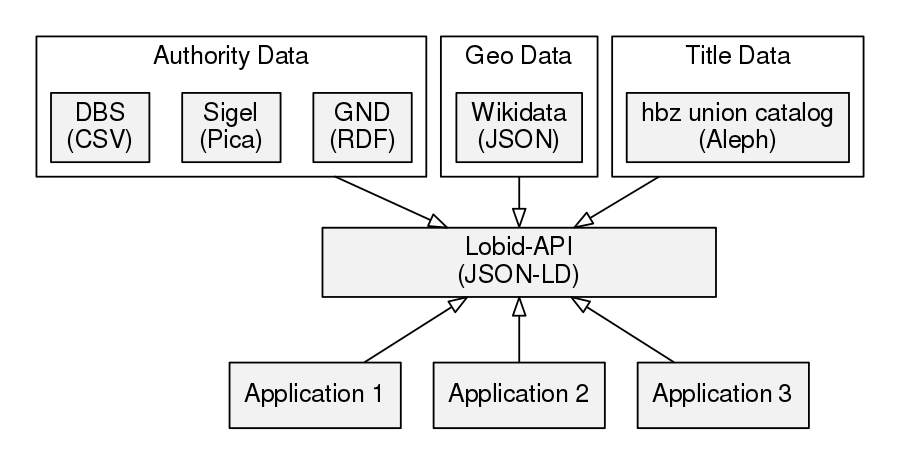 Authority Data
Geo Data
Title Data
DBS
(CSV)
Sigel
(Pica)
GND
(RDF)
Wikidata
(JSON)
hbz union catalog
(Aleph)
Lobid-API
(JSON-LD)
Application 1
Application 2
Application 3